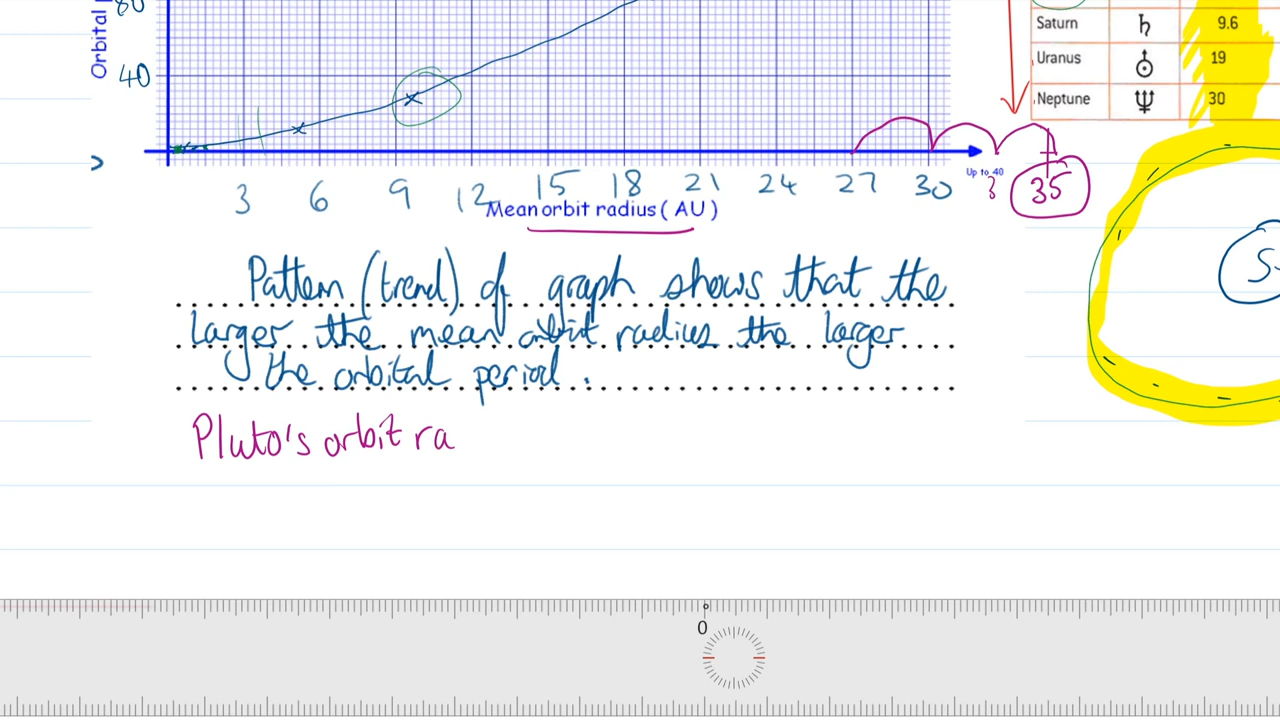 80
Orbital
40
Saturn ♄ 9.6
Uranus ⛢ 19
Neptune ♆ 30
3 6 9 12 15 18 21 24 27 30 Up to 40 3 35
Mean orbit radius ( AU )
Pattern (trend) of graph shows that the
larger the mean orbit radius the larger
the orbital period.
Pluto's orbit ra
0